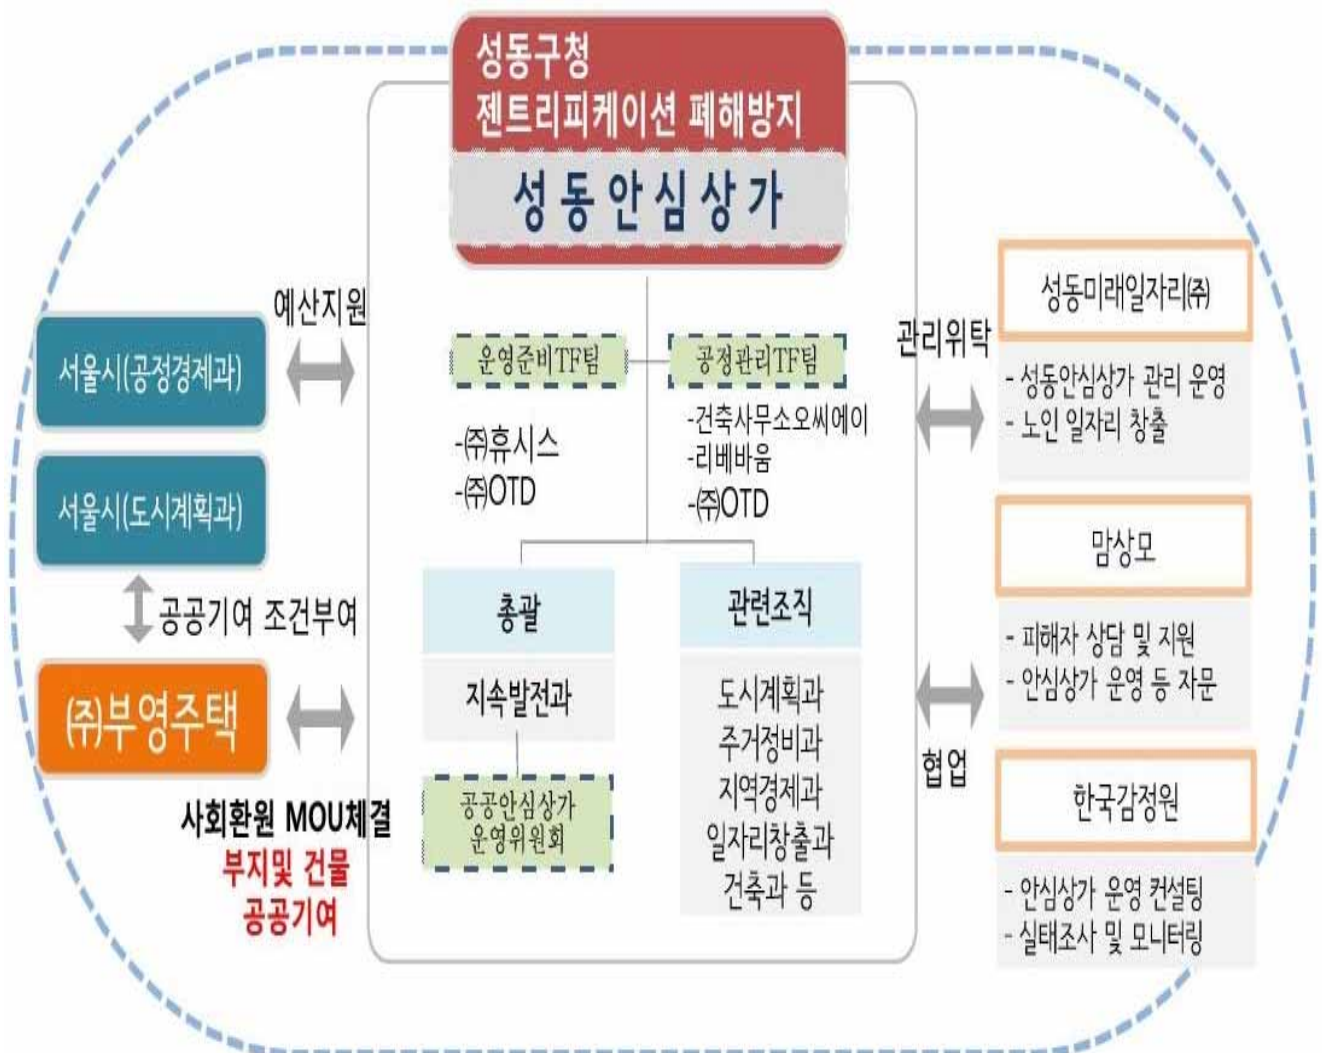 성동구청
젠트리피케이션 폐해방지
성동안심상가
예산지원
서울시(공정경제과)
서울시(도시계획과)
공공기여 조건부여
㈜부영주택
사회환원 MOU체결
부지및 건물
공공기여
운영준비TF팀
-㈜휴시스
-㈜OTD
공정관리TF팀
-건축사무소오씨에이
-리베바움
-㈜OTD
총괄
지속발전과
공공안심상가
운영위원회
관련조직
도시계획과
주거정비과
지역경제과
일자리창출과
건축과 등
관리위탁
협업
성동미래일자리㈜
- 성동안심상가 관리 운영
- 노인 일자리 창출
맘상모
- 피해자 상담 및 지원
- 안심상가 운영 등 자문
한국감정원
- 안심상가 운영 컨설팅
- 실태조사 및 모니터링